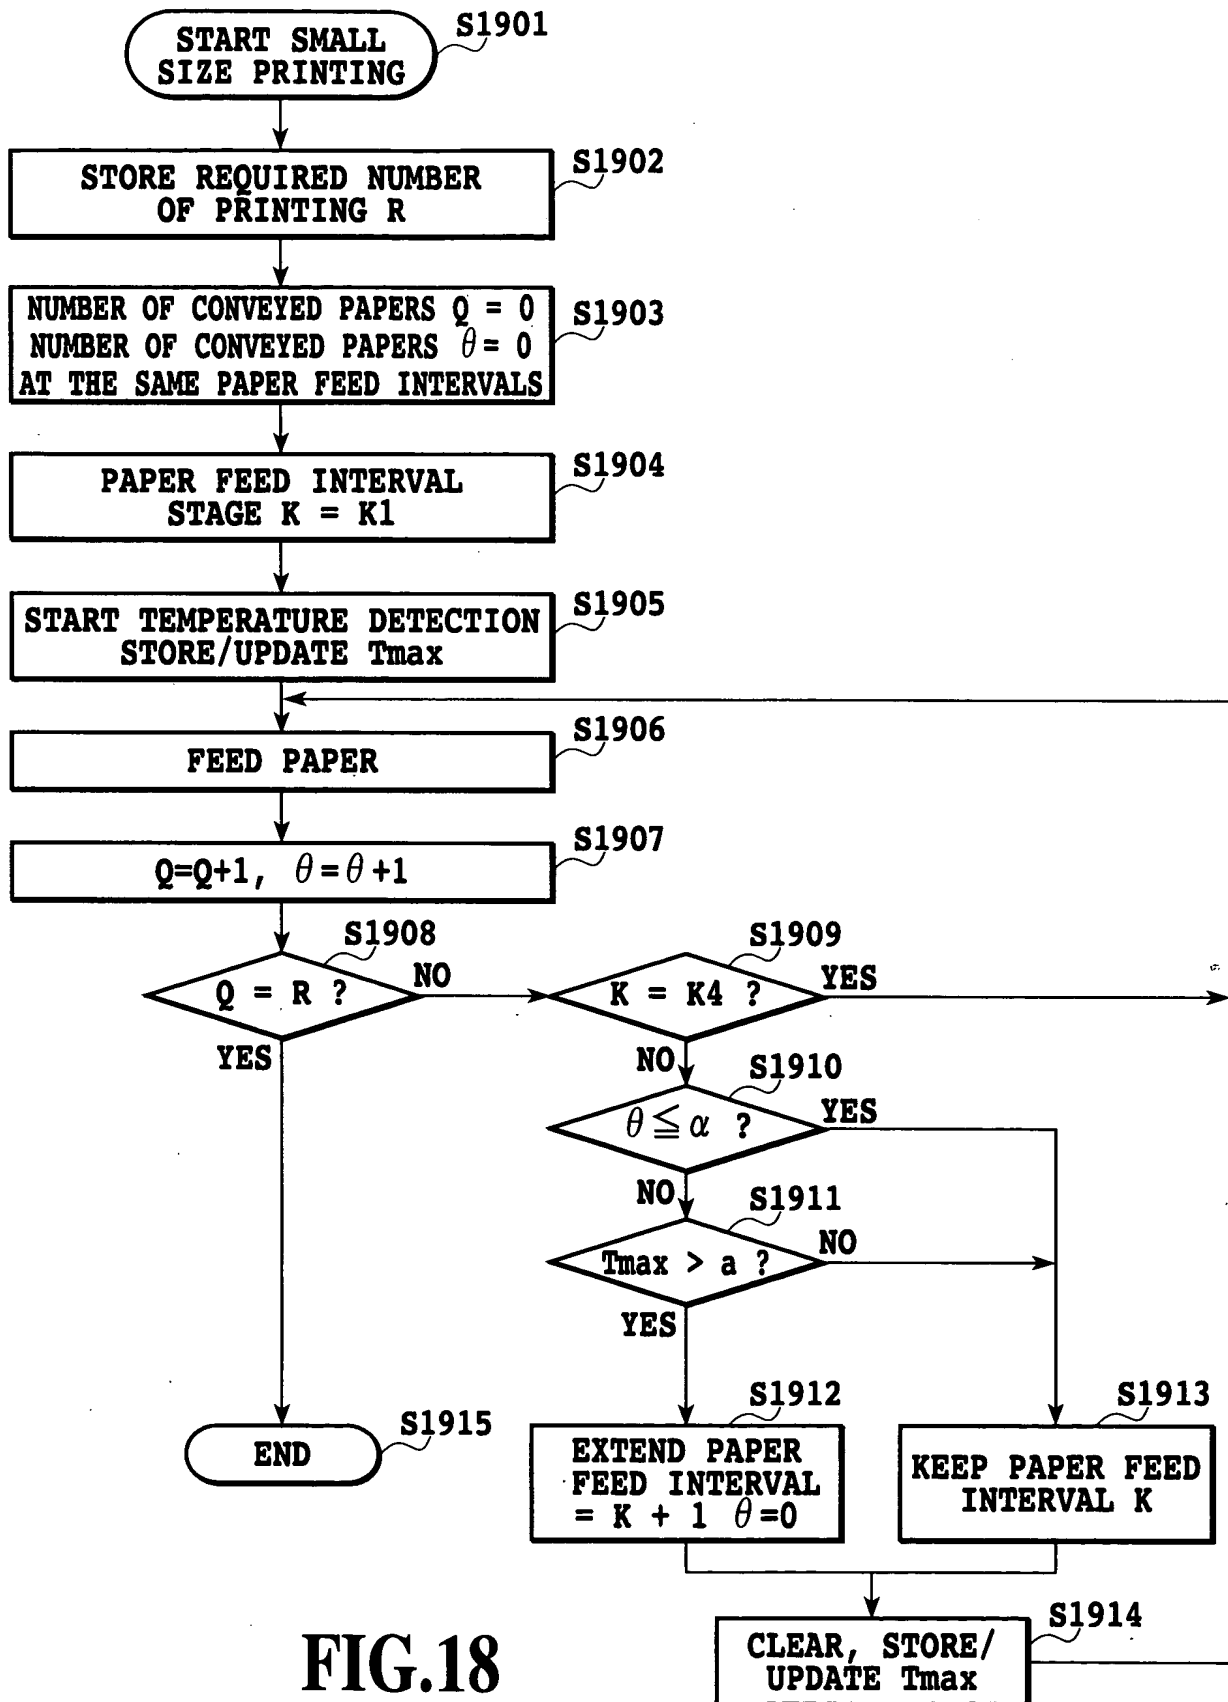 START SMALL
SIZE PRINTING
S1901
STORE REQUIRED NUMBER
OF PRINTING R
S1902
NUMBER OF CONVEYED PAPERS Q = 0
NUMBER OF CONVEYED PAPERS θ = 0
AT THE SAME PAPER FEED INTERVALS
S1903
PAPER FEED INTERVAL
STAGE K = K1
S1904
START TEMPERATURE DETECTION
STORE/UPDATE Tmax
S1905
FEED PAPER
S1906
Q=Q+1, θ=θ+1
S1907
Q = R ?
S1908
NO
YES
K = K4 ?
S1909
YES
NO
θ ≦ α ?
S1910
YES
NO
Tmax > a ?
S1911
NO
YES
END
S1915
EXTEND PAPER
FEED INTERVAL
= K + 1 θ=0
S1912
KEEP PAPER FEED
INTERVAL K
S1913
CLEAR, STORE/
UPDATE Tmax
S1914
FIG.18